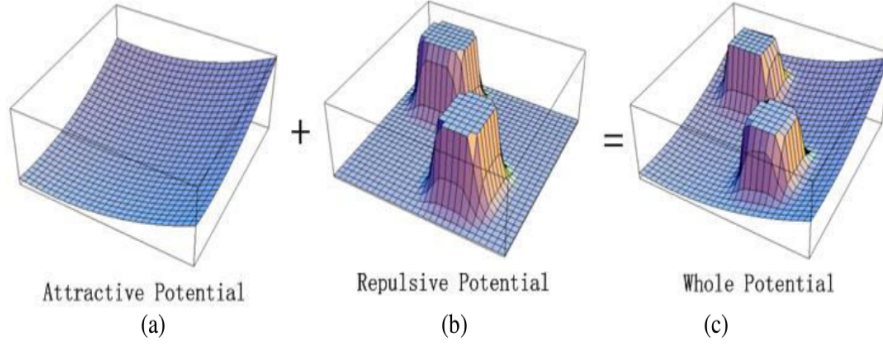 +
=
Attractive Potential
Repulsive Potential
Whole Potential
(a)
(b)
(c)